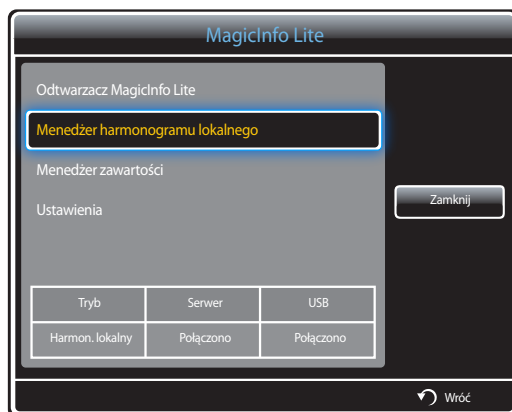 MagicInfo Lite
Odtwarzacz MagicInfo Lite
Menedżer harmonogramu lokalnego
Menedżer zawartości
Ustawienia
Zamknij
Tryb Serwer USB
Harmon. lokalny Połączono Połączono
Wróć